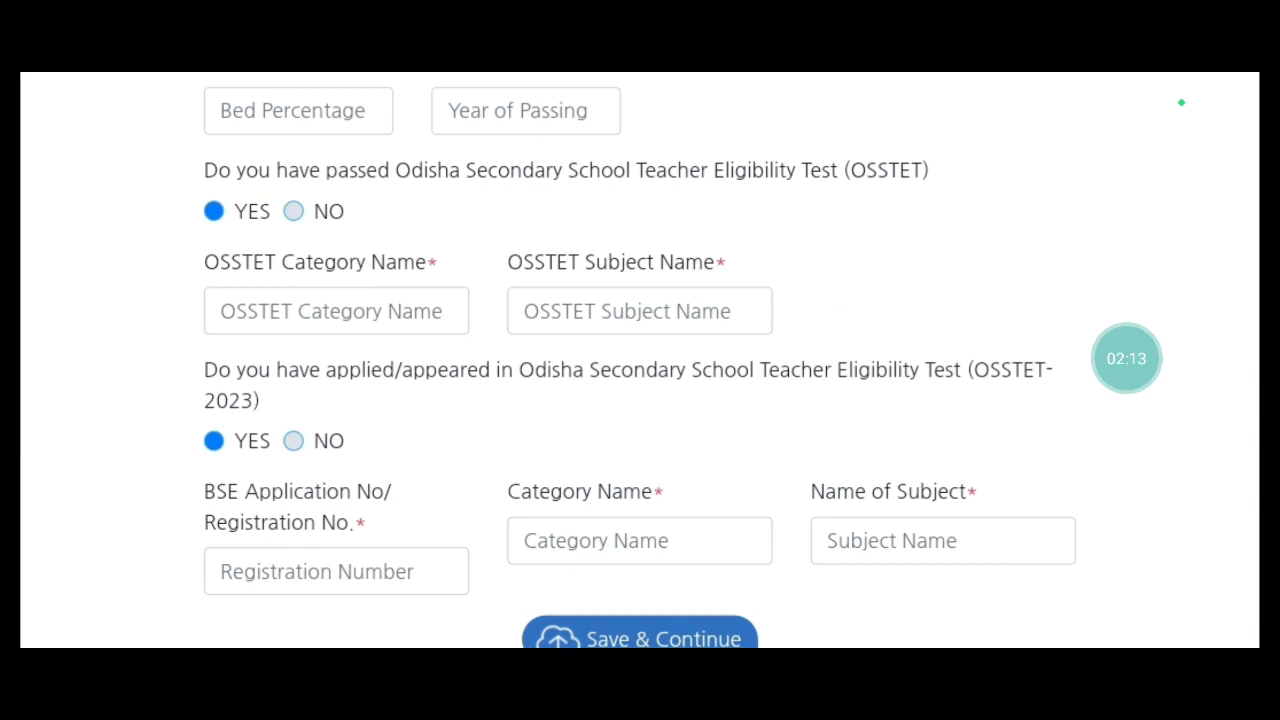 Bed Percentage Year of Passing
Do you have passed Odisha Secondary School Teacher Eligibility Test (OSSTET)
YES NO
OSSTET Category Name* OSSTET Subject Name*
OSSTET Category Name OSSTET Subject Name
02:13
Do you have applied/appeared in Odisha Secondary School Teacher Eligibility Test (OSSTET-
2023)
YES NO
BSE Application No/
Registration No.*
Registration Number
Category Name*
Category Name
Name of Subject*
Subject Name
Save & Continue